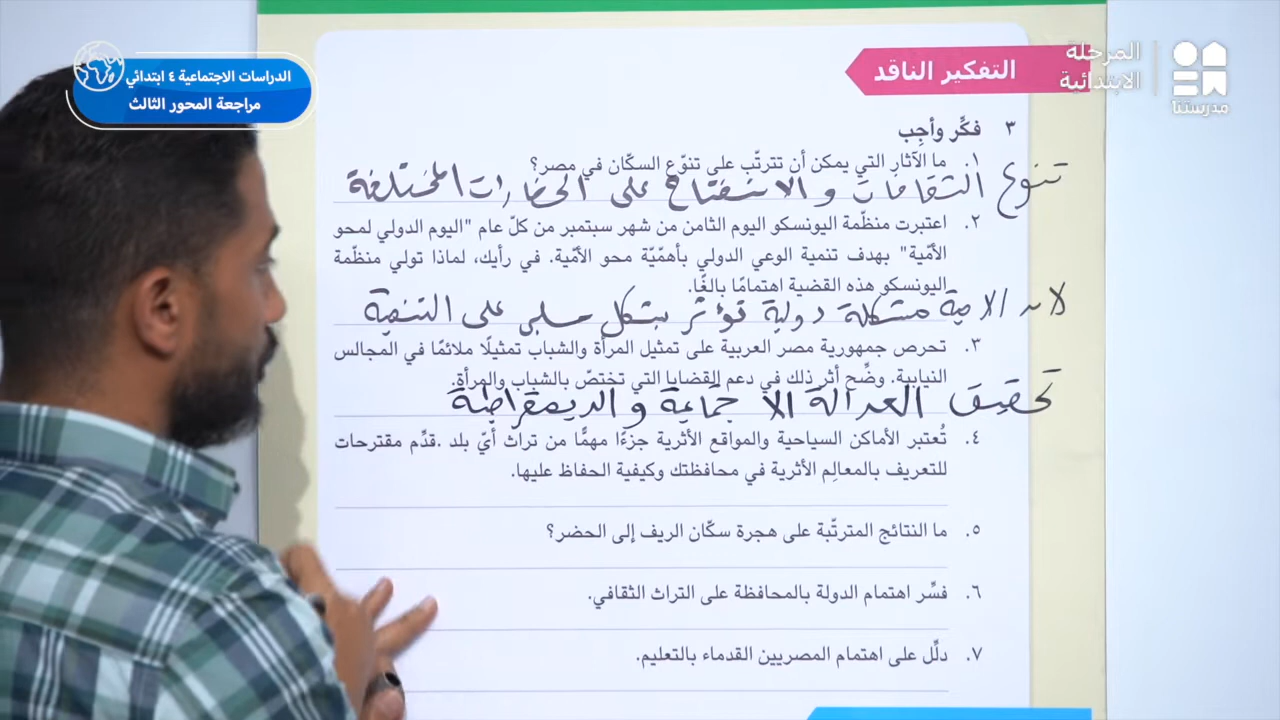 الدراسات الاجتماعية ٤ ابتدائي
مراجعة المحور الثالث
المرحلة
الابتدائية
مدرستنا
التفكير الناقد
٣ فكِّر وأجِب
١. ما الآثار التي يمكن أن تترتّب على تنوّع السكّان في مصر؟
تنوع الثقافات و الانفتاح على الحضارات المختلفة
٢. اعتبرت منظّمة اليونسكو اليوم الثامن من شهر سبتمبر من كلّ عام "اليوم الدولي لمحو
الأمّية" بهدف تنمية الوعي الدولي بأهمّيّة محو الأمّية. في رأيك، لماذا تولي منظّمة
اليونسكو هذه القضية اهتمامًا بالغًا.
لان الامية مشكلة دولية تؤثر بشكل سلبى على التنمية
٣. تحرص جمهورية مصر العربية على تمثيل المرأة والشباب تمثيلًا ملائمًا في المجالس
النيابية. وضِّح أثر ذلك في دعم القضايا التي تختصّ بالشباب والمرأة.
تحقيق العدالة الاجتماعية و الديمقراطية
٤. تُعتبر الأماكن السياحية والمواقع الأثرية جزءًا مهمًّا من تراث أيّ بلد .قدِّم مقترحات
للتعريف بالمعالِم الأثرية في محافظتك وكيفية الحفاظ عليها.
٥. ما النتائج المترتّبة على هجرة سكّان الريف إلى الحضر؟
٦. فسِّر اهتمام الدولة بالمحافظة على التراث الثقافي.
٧. دلِّل على اهتمام المصريين القدماء بالتعليم.